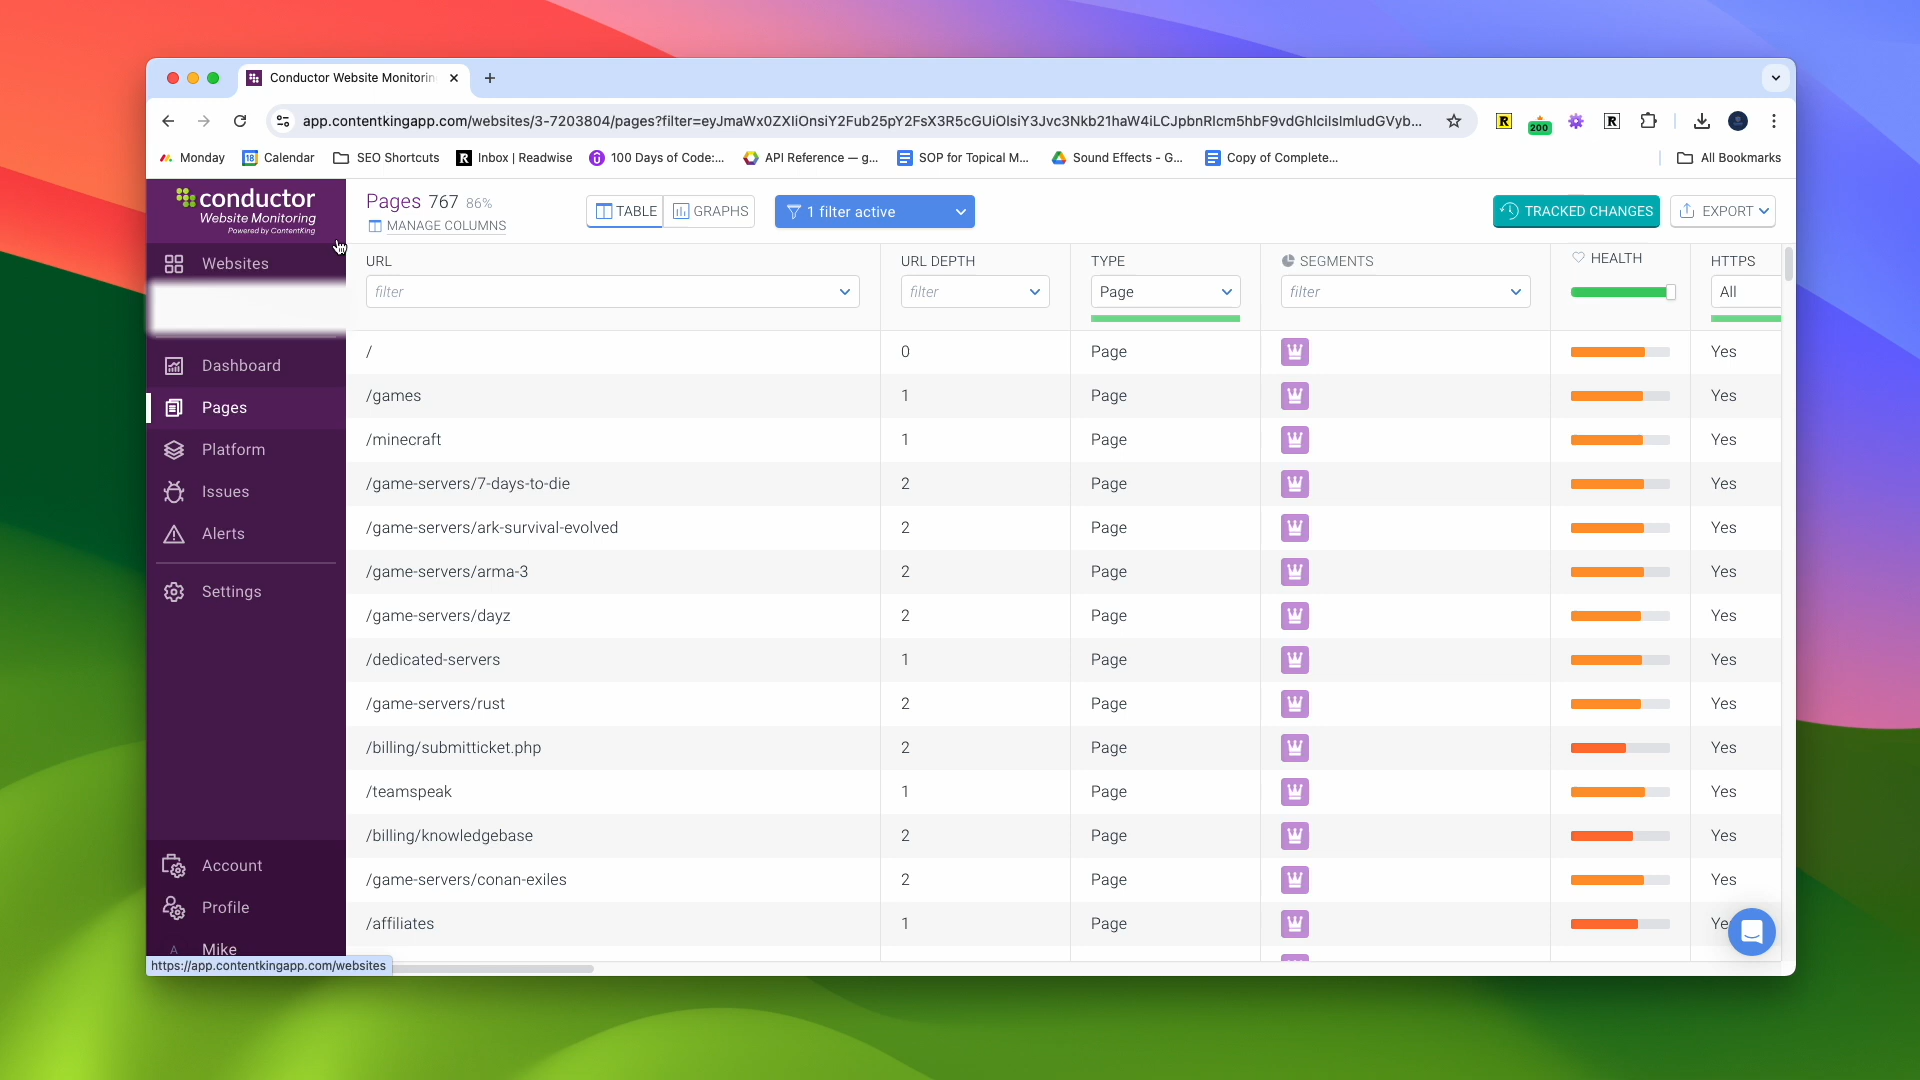 Conductor Website Monitorin
app.contentkingapp.com/websites/3-7203804/pages?filter=eyJmaWx0ZXIiOnsiY2Fub25pY2FsX3R5cGUiOlsiY3Jvc3Nkb21haW4iLCJpbnRlcm5hbF9vdGhlciIsImludGVyb...
200
Monday
Calendar
SEO Shortcuts
Inbox | Readwise
100 Days of Code:...
API Reference — g...
SOP for Topical M...
Sound Effects - G...
Copy of Complete...
All Bookmarks
conductor
Website Monitoring
Powered by ContentKing
Pages 767 86%
MANAGE COLUMNS
TABLE
GRAPHS
1 filter active
TRACKED CHANGES
EXPORT
Websites
Dashboard
Pages
Platform
Issues
Alerts
Settings
Account
Profile
A Mike
https://app.contentkingapp.com/websites
URL URL DEPTH TYPE SEGMENTS HEALTH HTTPS
filter filter Page filter All
/ 0 Page Yes
/games 1 Page Yes
/minecraft 1 Page Yes
/game-servers/7-days-to-die 2 Page Yes
/game-servers/ark-survival-evolved 2 Page Yes
/game-servers/arma-3 2 Page Yes
/game-servers/dayz 2 Page Yes
/dedicated-servers 1 Page Yes
/game-servers/rust 2 Page Yes
/billing/submitticket.php 2 Page Yes
/teamspeak 1 Page Yes
/billing/knowledgebase 2 Page Yes
/game-servers/conan-exiles 2 Page Yes
/affiliates 1 Page Ye